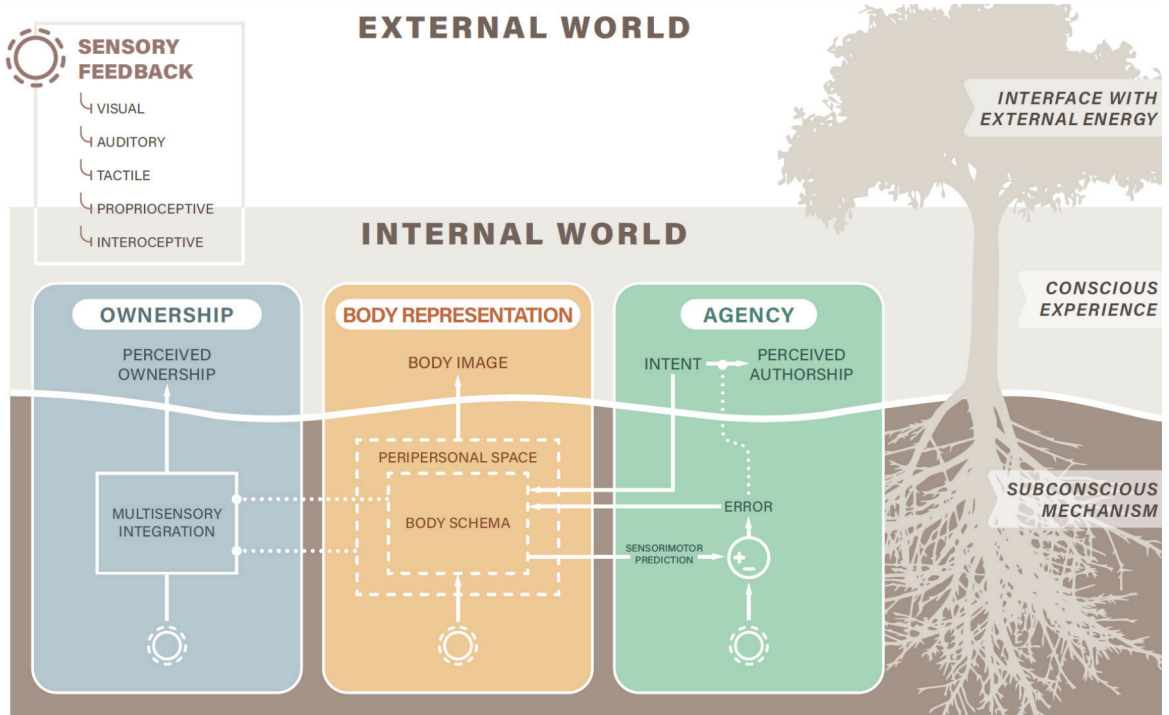 EXTERNAL WORLD
SENSORY
FEEDBACK
VISUAL
AUDITORY
TACTILE
PROPRIOCEPTIVE
INTEROCEPTIVE
INTERFACE WITH
EXTERNAL ENERGY
INTERNAL WORLD
CONSCIOUS
EXPERIENCE
SUBCONSCIOUS
MECHANISM
OWNERSHIP
PERCEIVED
OWNERSHIP
MULTISENSORY
INTEGRATION
BODY REPRESENTATION
BODY IMAGE
PERIPERSONAL SPACE
BODY SCHEMA
AGENCY
INTENT
PERCEIVED
AUTHORSHIP
ERROR
SENSORIMOTOR
PREDICTION
+
-